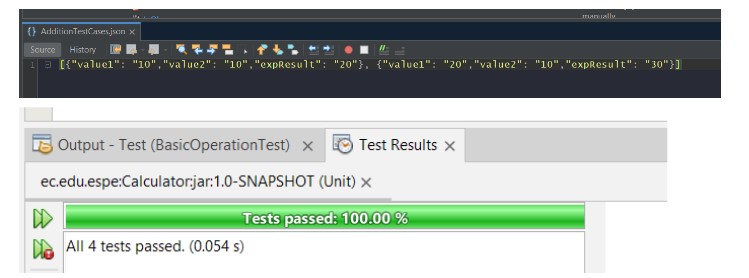 manually
{} AdditionTestCases.json ×
Source History
1 [{"value1": "10","value2": "10","expResult": "20"}, {"value1": "20","value2": "10","expResult": "30"}]
Output - Test (BasicOperationTest) × Test Results ×
ec.edu.espe:Calculator:jar:1.0-SNAPSHOT (Unit) ×
Tests passed: 100.00 %
All 4 tests passed. (0.054 s)